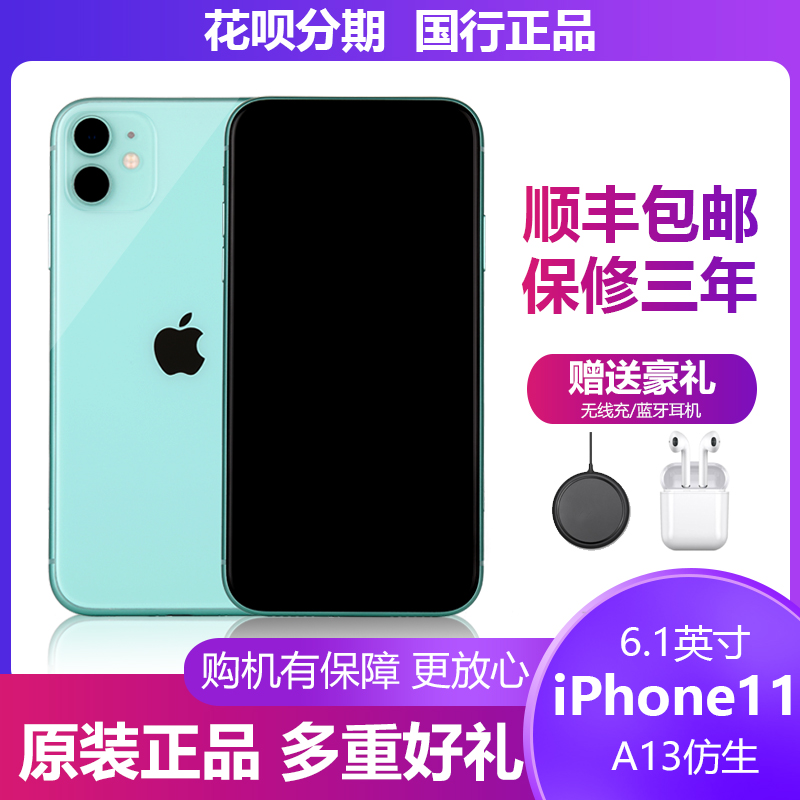 花呗分期 国行正品
顺丰包邮
保修三年
赠送豪礼
无线充/蓝牙耳机
购机有保障 更放心
原装正品 多重好礼
6.1英寸
iPhone11
A13仿生